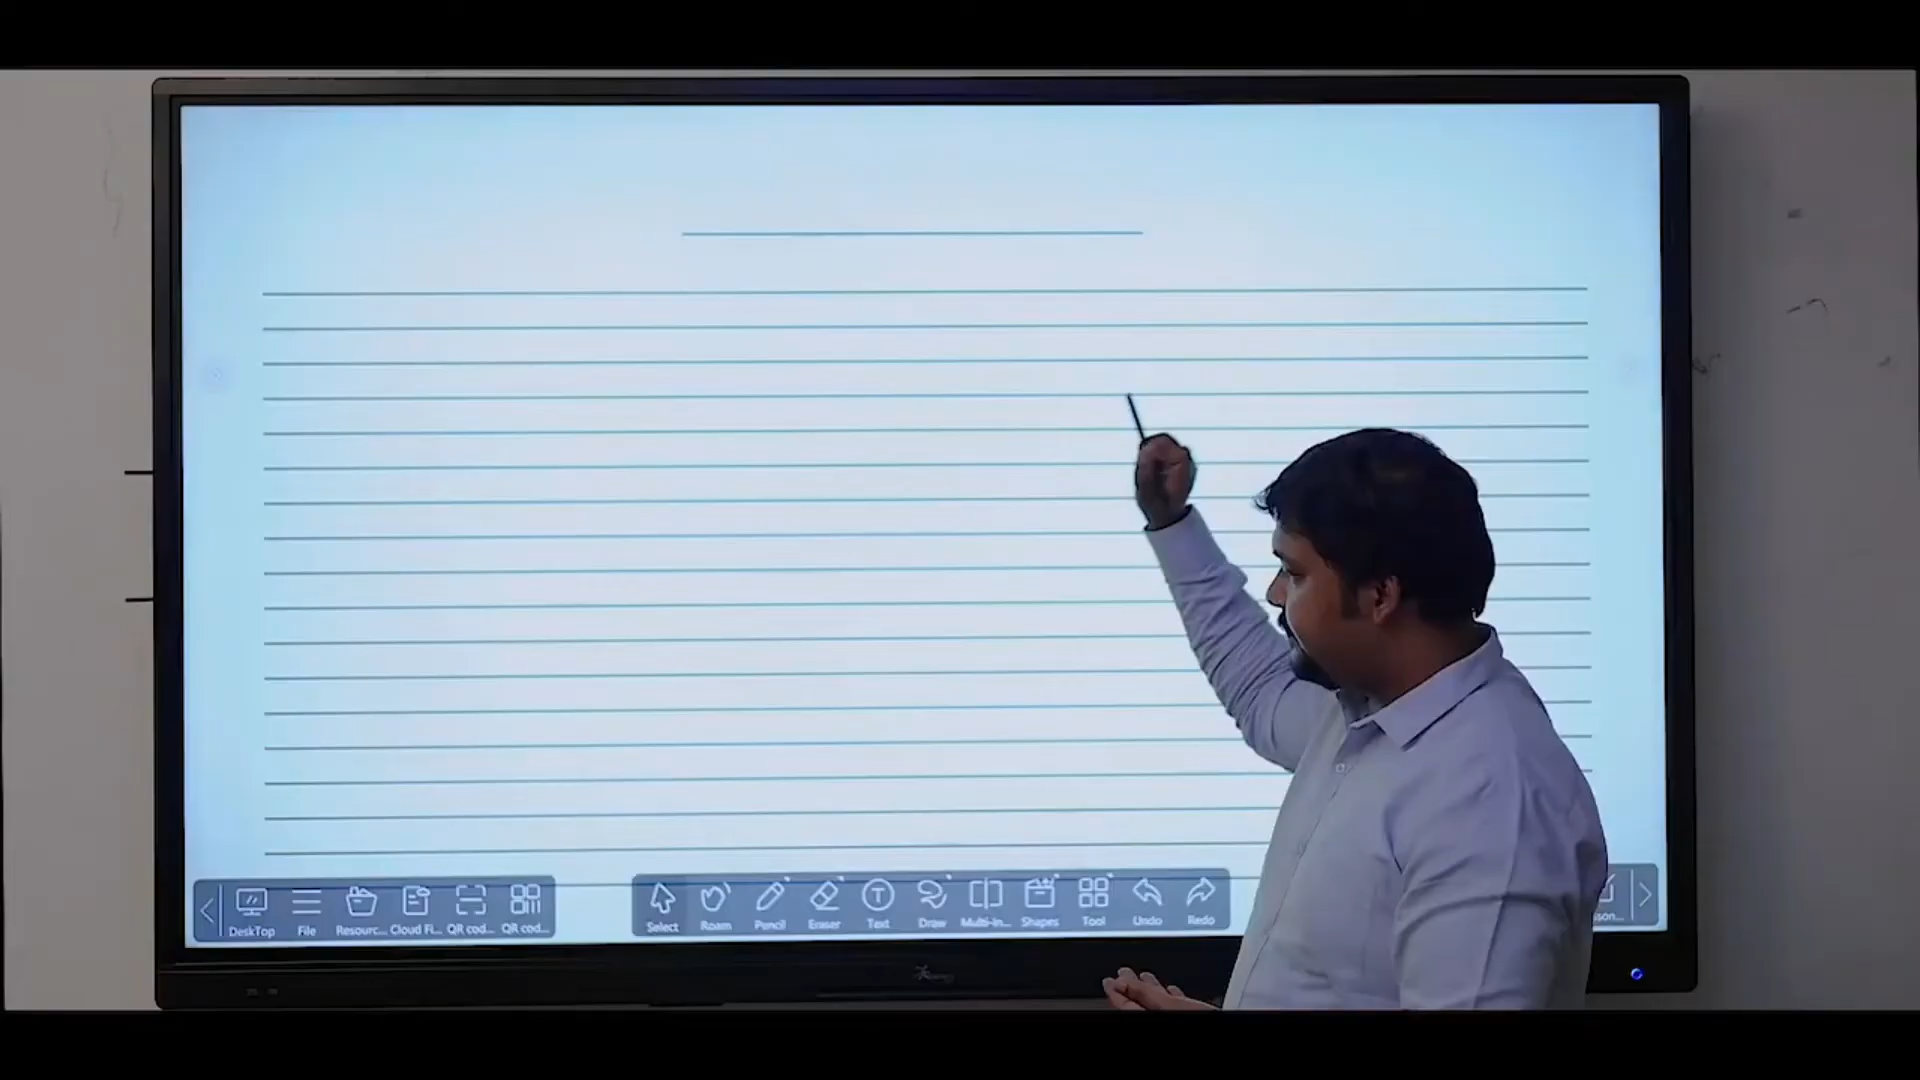 DeskTop File Resourc... Cloud Fi... QR cod... QR cod...
Select Roam Pencil Eraser Text Draw Multi-in... Shapes Tool Undo Redo
sson...